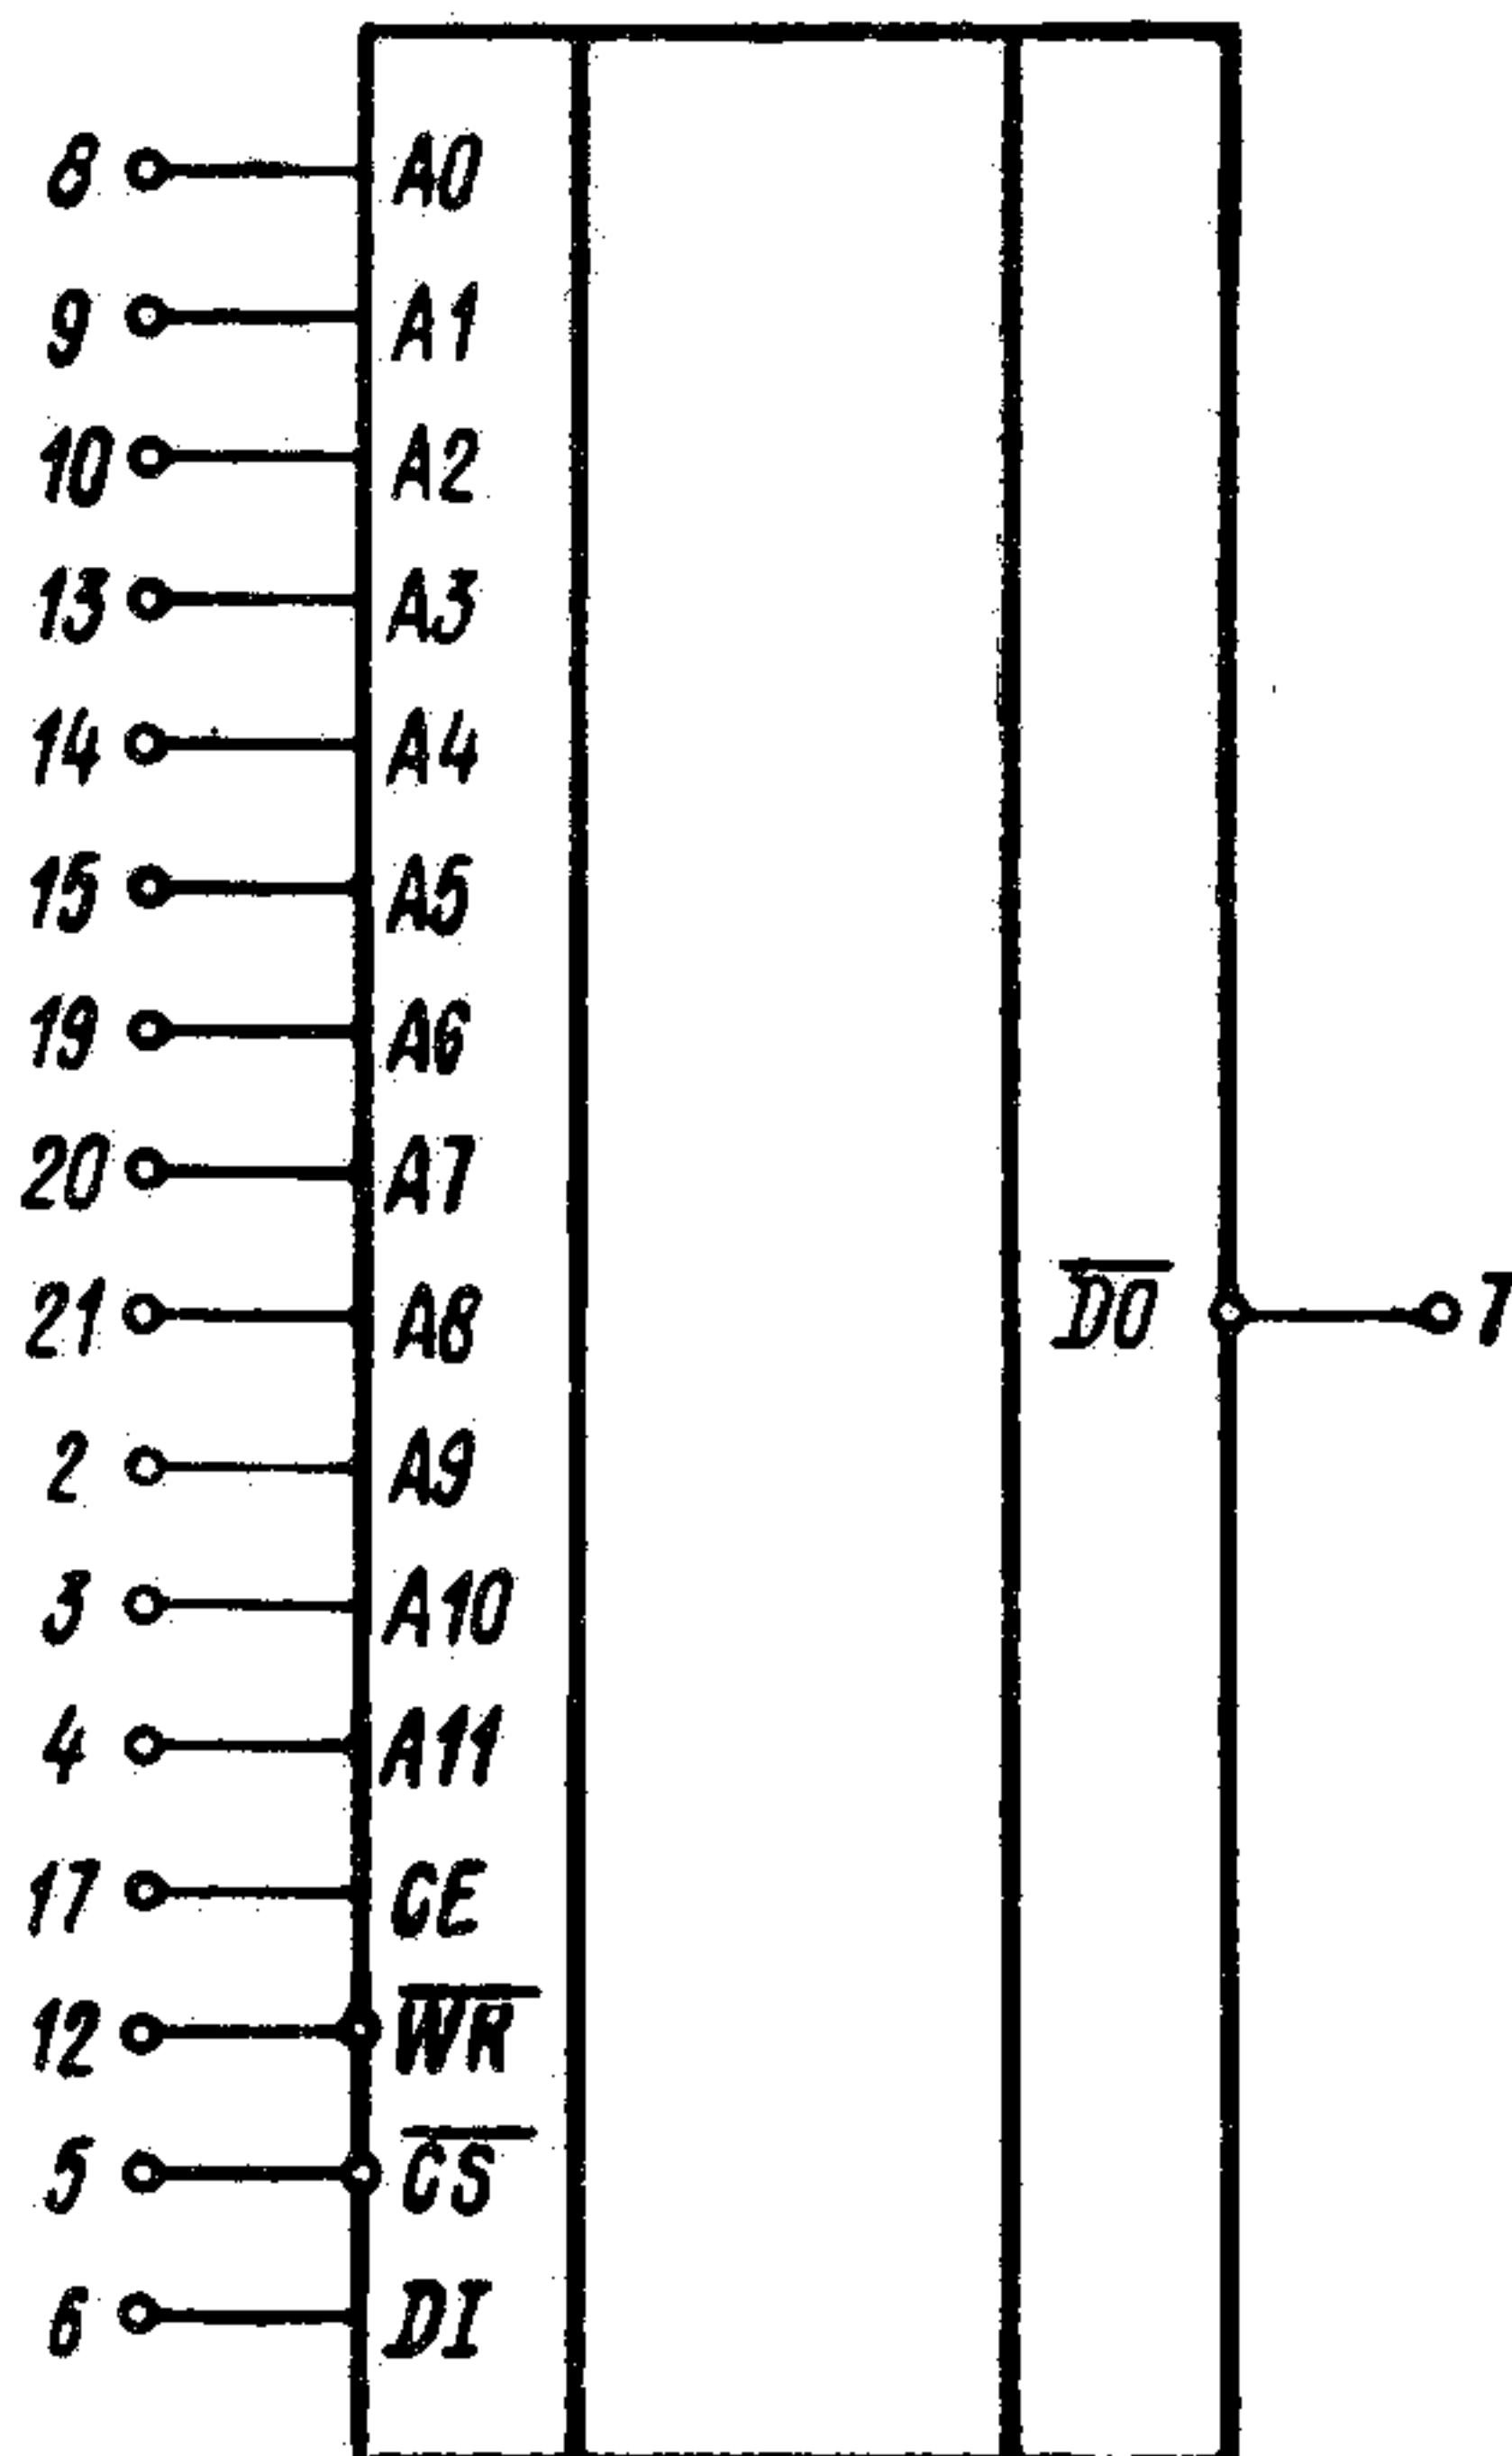 8 A0
9 A1
10 A2
13 A3
14 A4
15 A5
19 A6
20 A7
21 A8
D̅O̅ 7
2 A9
3 A10
4 A11
17 CE
12 W̅R̅
5 C̅S̅
6 DI